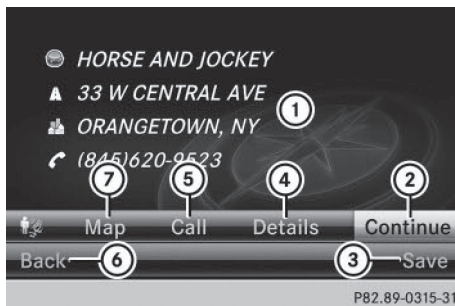 HORSE AND JOCKEY
A 33 W CENTRAL AVE
1
ORANGETOWN, NY
(845)620-9523
7 5 4 2
Map Call Details Continue
Back 6 3 Save
P82.89-0315-31